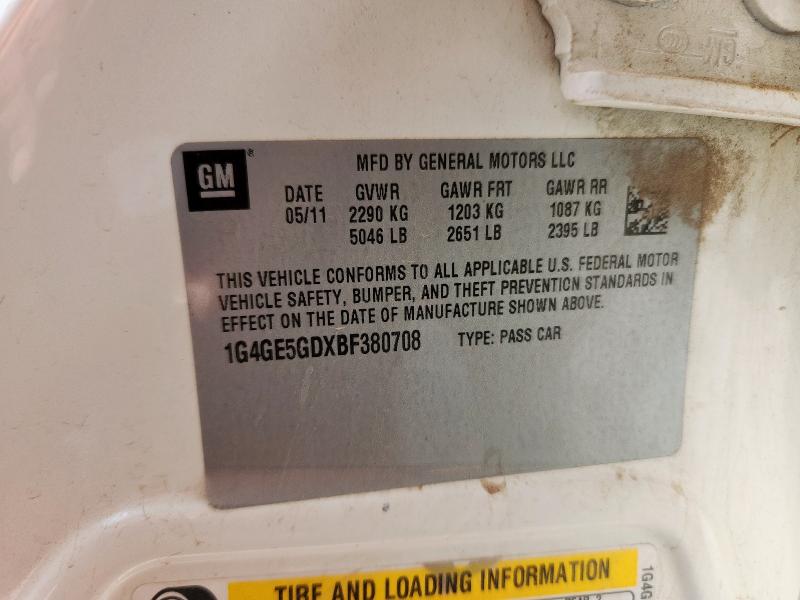 GM®
MFD BY GENERAL MOTORS LLC
DATE GVWR GAWR FRT GAWR RR
05/11 2290 KG 1203 KG 1087 KG
5046 LB 2651 LB 2395 LB
THIS VEHICLE CONFORMS TO ALL APPLICABLE U.S. FEDERAL MOTOR
VEHICLE SAFETY, BUMPER, AND THEFT PREVENTION STANDARDS IN
EFFECT ON THE DATE OF MANUFACTURE SHOWN ABOVE.
1G4GE5GDXBF380708 TYPE: PASS CAR
TIRE AND LOADING INFORMATION
1G4G